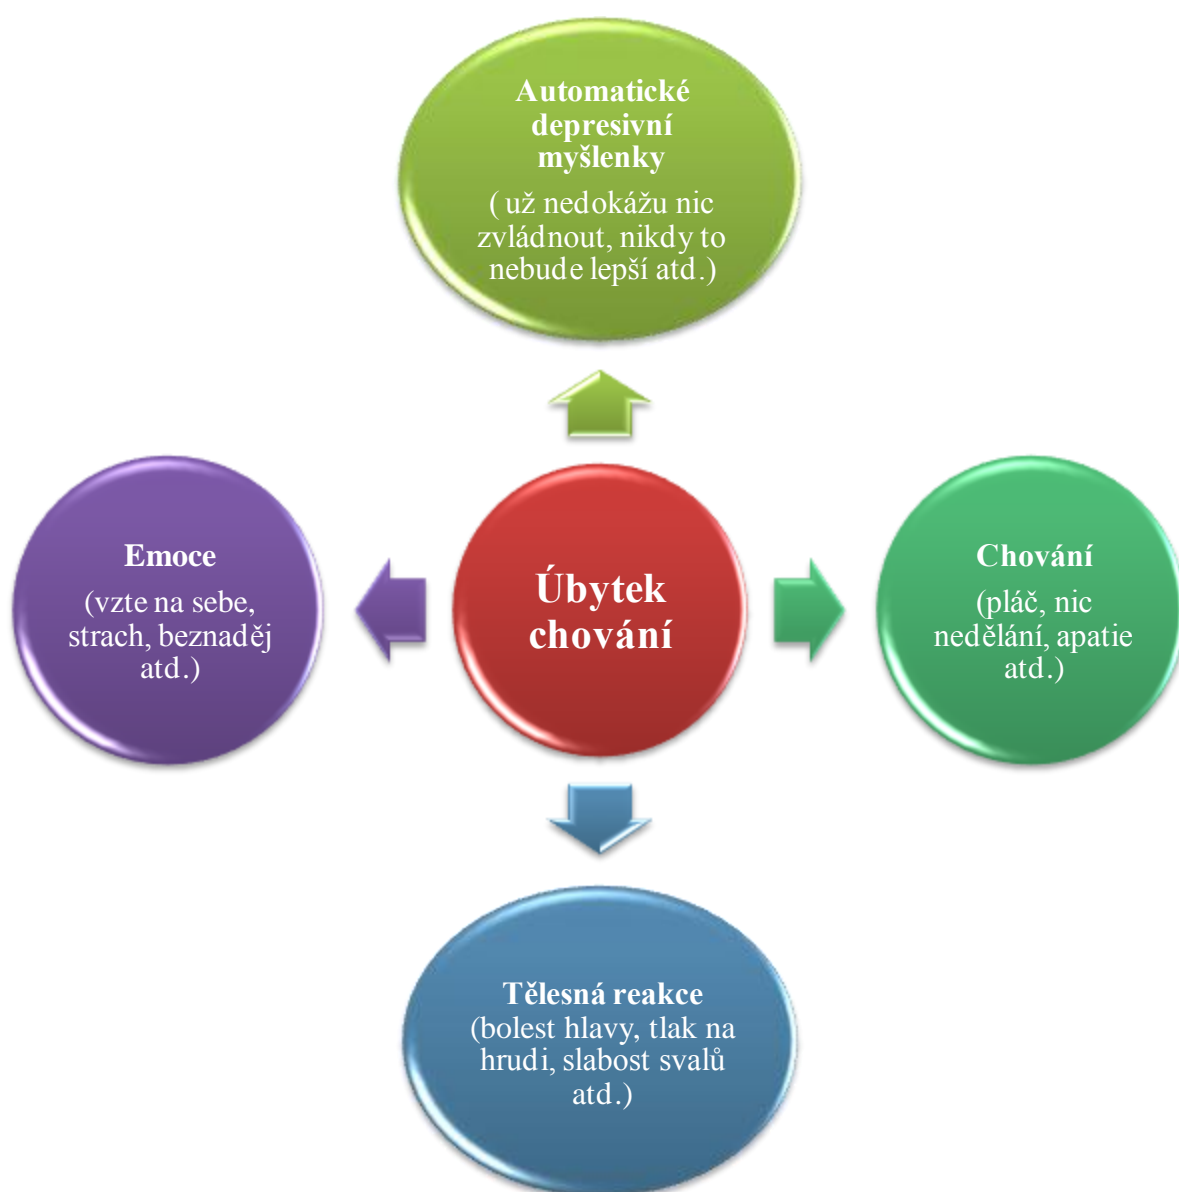 Automatické
depresivní
myšlenky
( už nedokážu nic
zvládnout, nikdy to
nebude lepší atd.)
Emoce
(vzte na sebe,
strach, beznaděj
atd.)
Úbytek
chování
Chování
(pláč, nic
nedělání, apatie
atd.)
Tělesná reakce
(bolest hlavy, tlak na
hrudi, slabost svalů
atd.)